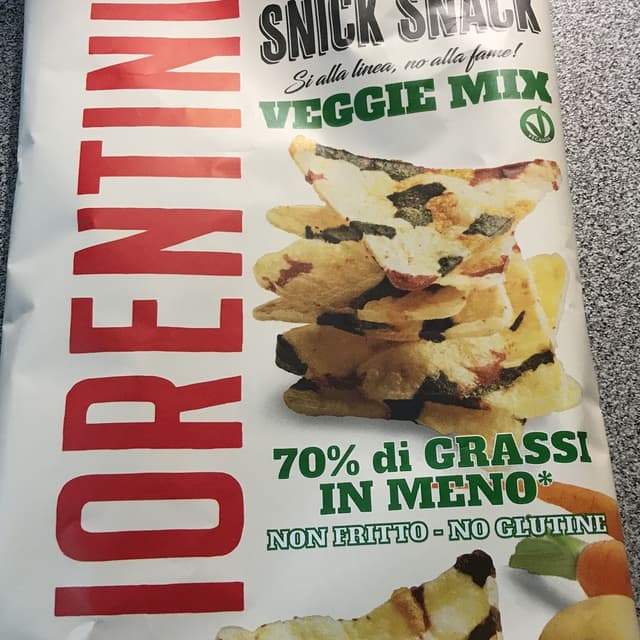 IORENTINI
SNICK SNACK
Si alla linea, no alla fame!
VEGGIE MIX
70% di GRASSI
IN MENO*
NON FRITTO - NO GLUTINE